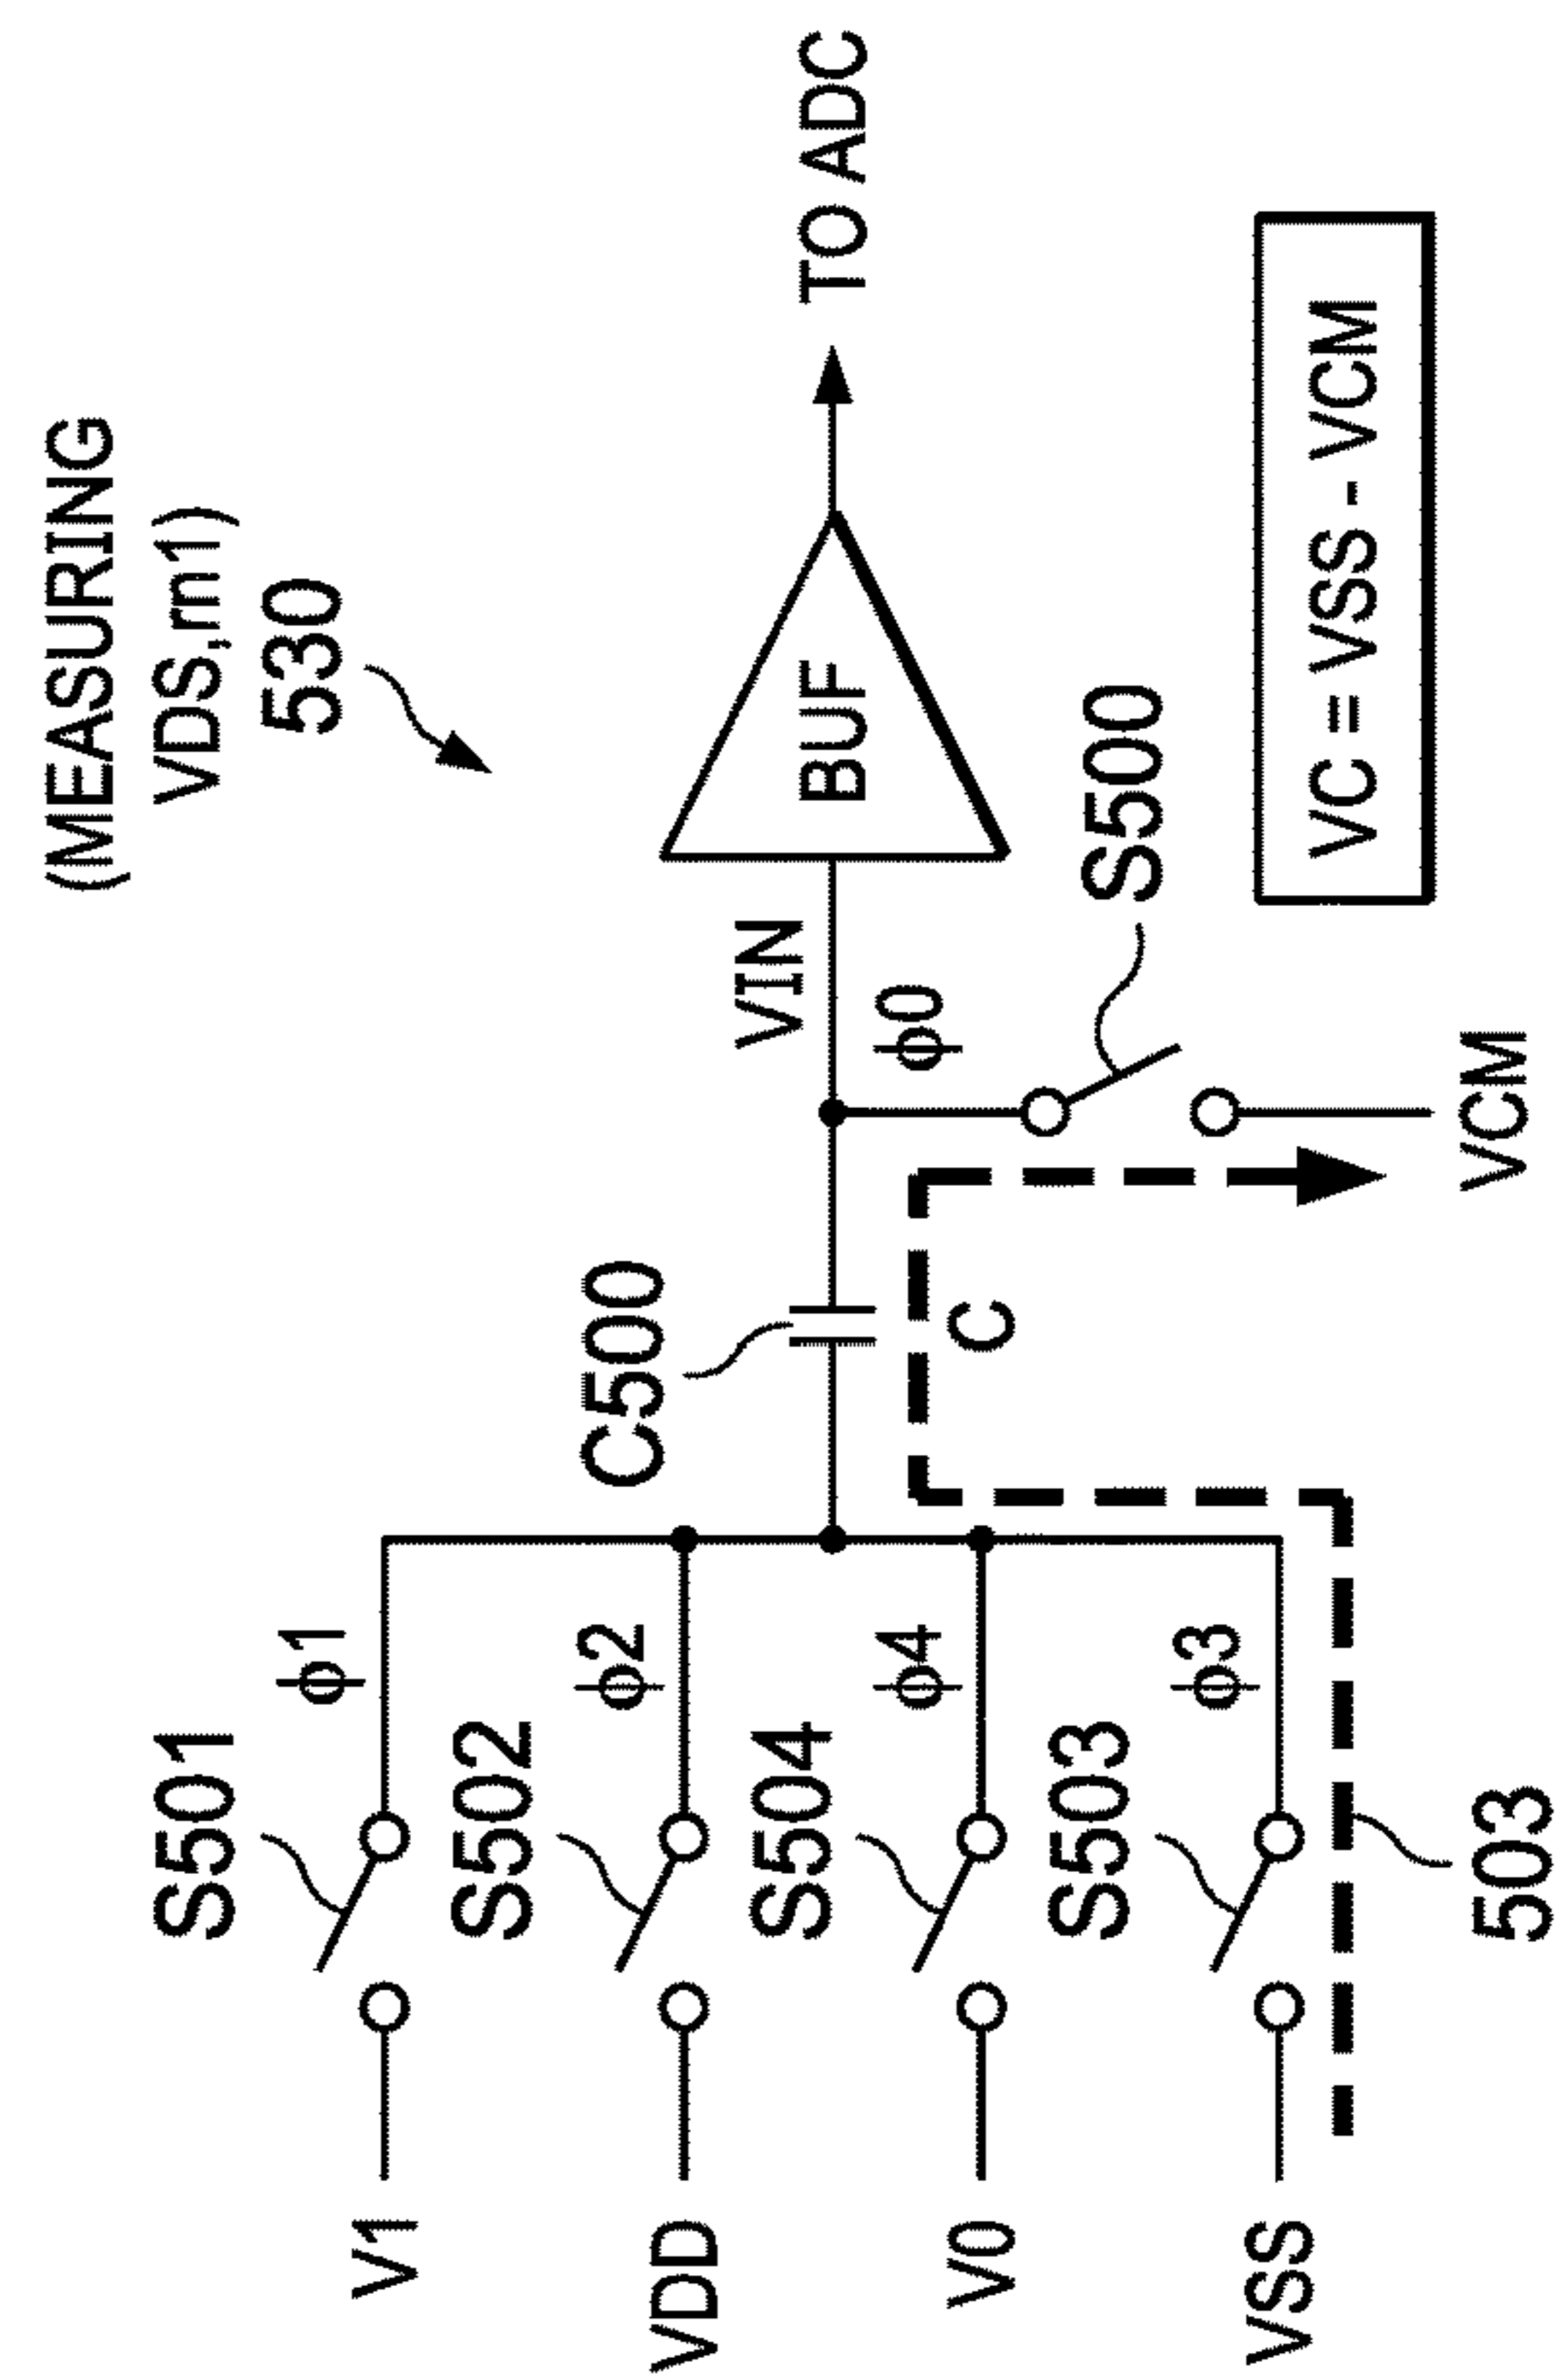 (MEASURING
VDS,m1)
530
S501
ϕ1
V1
S502
ϕ2
VDD
C500
VIN
BUF
TO ADC
S504
ϕ4
V0
C
ϕ0
S500
S503
ϕ3
VSS
VC = VSS - VCM
503
VCM